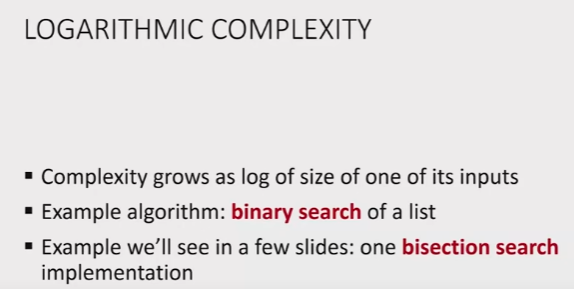 LOGARITHMIC COMPLEXITY
▪ Complexity grows as log of size of one of its inputs
▪ Example algorithm: binary search of a list
▪ Example we’ll see in a few slides: one bisection search
implementation